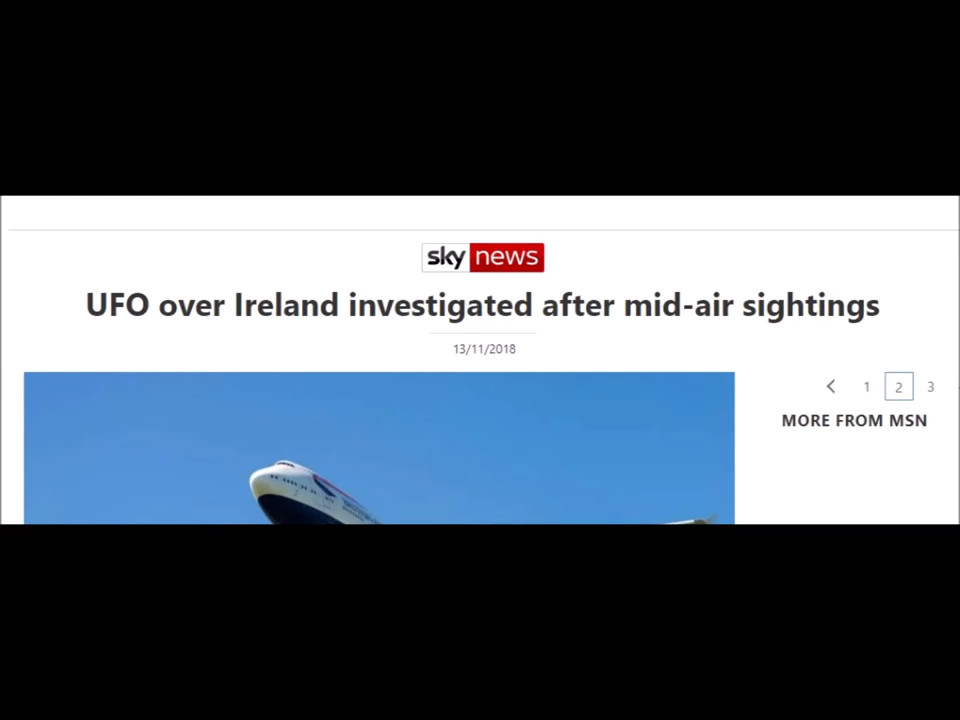 sky news
UFO over Ireland investigated after mid-air sightings
13/11/2018
1 2 3
MORE FROM MSN